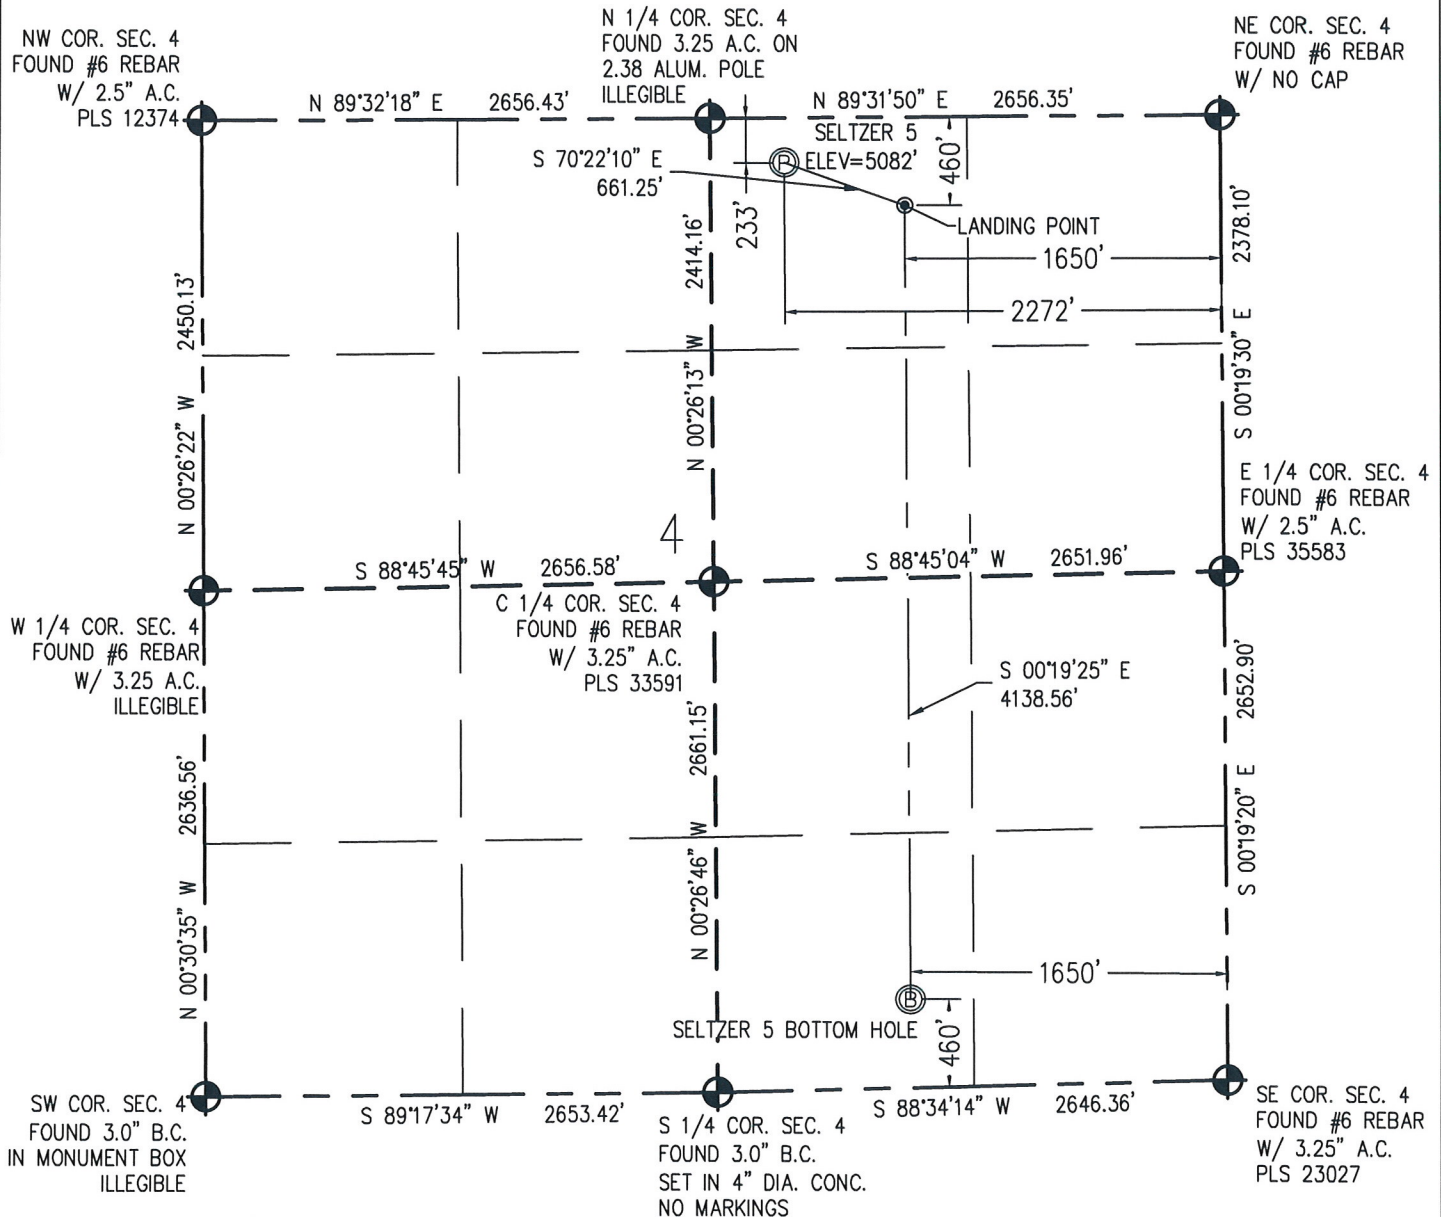 NW COR. SEC. 4
FOUND #6 REBAR
W/ 2.5" A.C.
PLS 12374
N 1/4 COR. SEC. 4
FOUND 3.25 A.C. ON
2.38 ALUM. POLE
ILLEGIBLE
NE COR. SEC. 4
FOUND #6 REBAR
W/ NO CAP
N 89°32'18" E 2656.43'
N 89°31'50" E 2656.35'
S 70°22'10" E
661.25'
SELTZER 5
ELEV=5082'
B
460'
233'
LANDING POINT
1650'
2272'
2450.13'
N 00°26'22" W
2414.16'
N 00°26'13" W
2378.10'
S 00°19'30" E
4
E 1/4 COR. SEC. 4
FOUND #6 REBAR
W/ 2.5" A.C.
PLS 35583
S 88°45'45" W 2656.58'
S 88°45'04" W 2651.96'
W 1/4 COR. SEC. 4
FOUND #6 REBAR
W/ 3.25 A.C.
ILLEGIBLE
C 1/4 COR. SEC. 4
FOUND #6 REBAR
W/ 3.25" A.C.
PLS 33591
S 00°19'25" E
4138.56'
2636.56'
N 00°30'35" W
2661.15'
N 00°26'46" W
2652.90'
S 00°19'20" E
1650'
B
SELTZER 5 BOTTOM HOLE
460'
S 89°17'34" W 2653.42'
S 88°34'14" W 2646.36'
SW COR. SEC. 4
FOUND 3.0" B.C.
IN MONUMENT BOX
ILLEGIBLE
S 1/4 COR. SEC. 4
FOUND 3.0" B.C.
SET IN 4" DIA. CONC.
NO MARKINGS
SE COR. SEC. 4
FOUND #6 REBAR
W/ 3.25" A.C.
PLS 23027